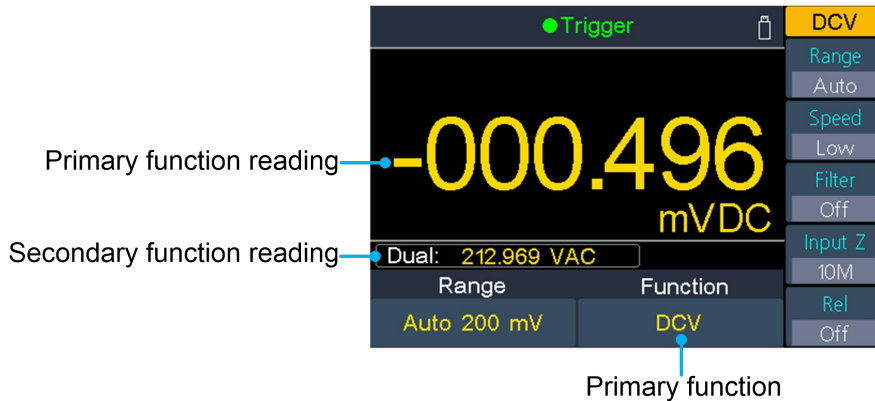 Trigger
DCV
Range
Auto
Speed
Low
Filter
Off
Input Z
10M
Rel
Off
Primary function reading
-000.496
mVDC
Secondary function reading
Dual: 212.969 VAC
Range Function
Auto 200 mV DCV
Primary function